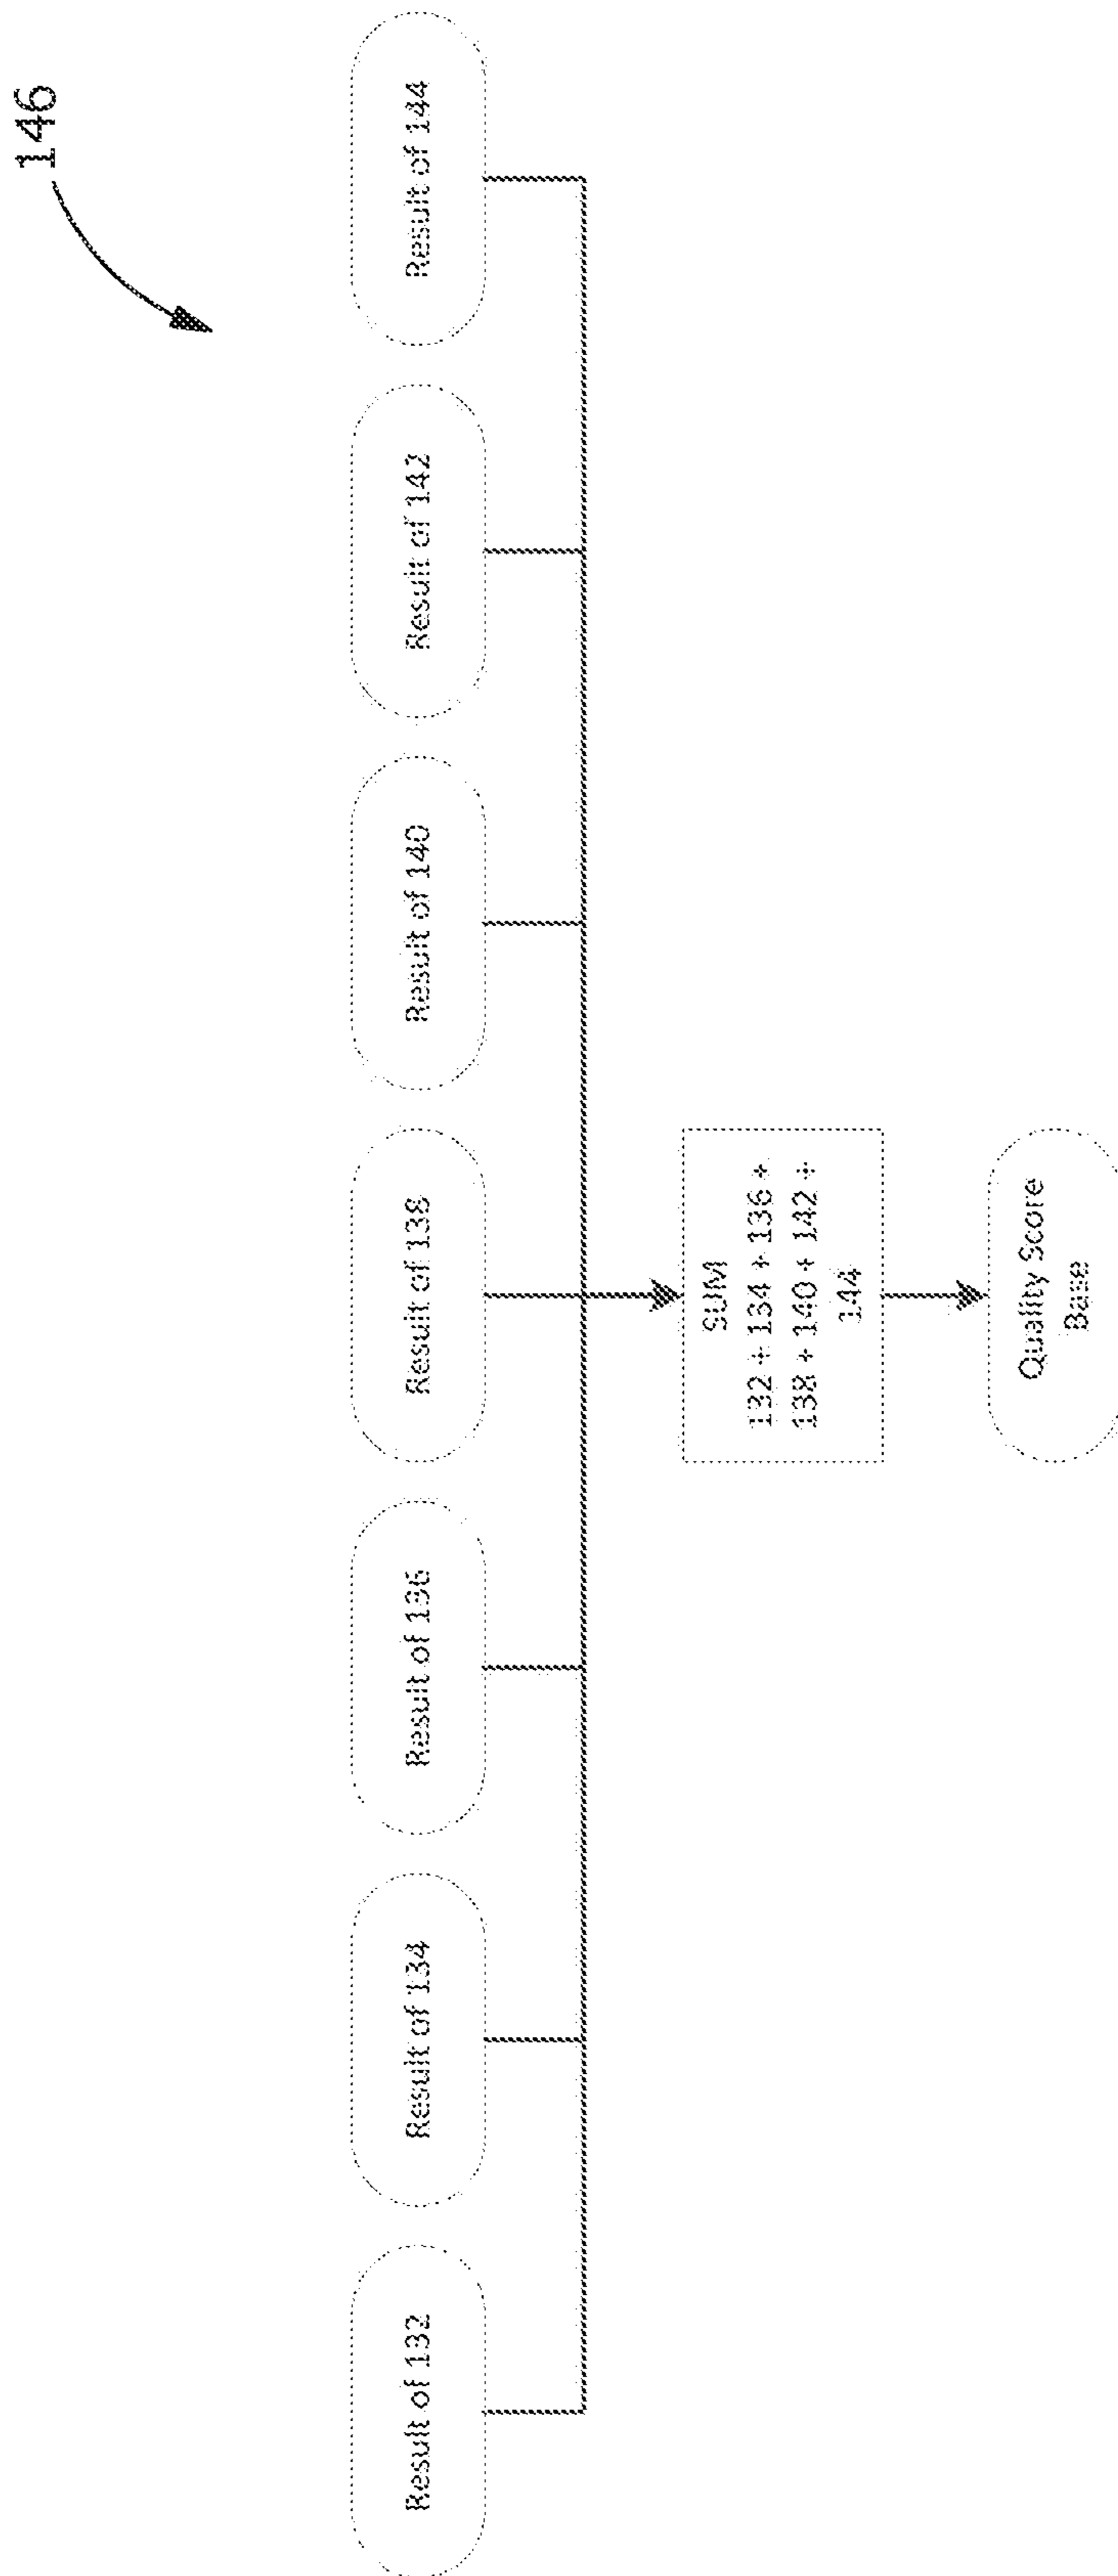 146
Result of 132
Result of 134
Result of 136
Result of 138
Result of 140
Result of 142
Result of 144
SUM
132 + 134 + 136 +
138 + 140 + 142 +
144
Quality Score
Base